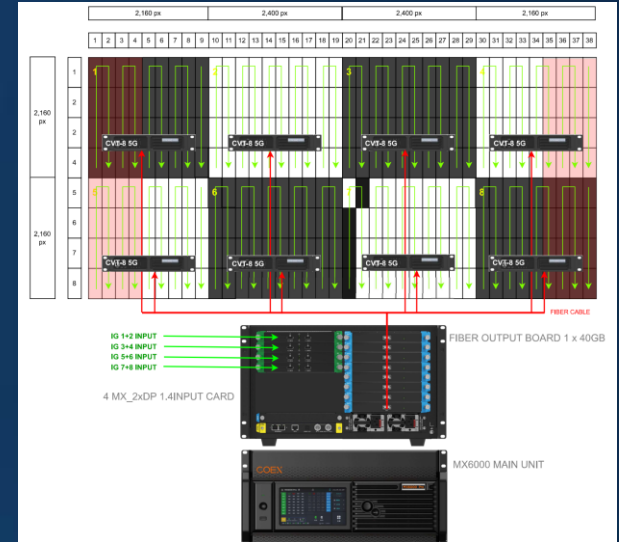 2,160 px 2,400 px 2,400 px 2,160 px
1 2 3 4 5 6 7 8 9 10 11 12 13 14 15 16 17 18 19 20 21 22 23 24 25 26 27 28 29 30 31 32 33 34 35 36 37 38
2,160
px
1
2
3
4
1 2 3 4
CVT-8 5G CVT-8 5G CVT-8 5G CVT-8 5G
2,160
px
5
6
7
8
5 6 7 8
CVT-8 5G CVT-8 5G CVT-8 5G CVT-8 5G
FIBER CABLE
IG 1+2 INPUT
IG 3+4 INPUT
IG 5+6 INPUT
IG 7+8 INPUT
FIBER OUTPUT BOARD 1 x 40GB
4 MX_2xDP 1.4INPUT CARD
MX6000 MAIN UNIT
COEX